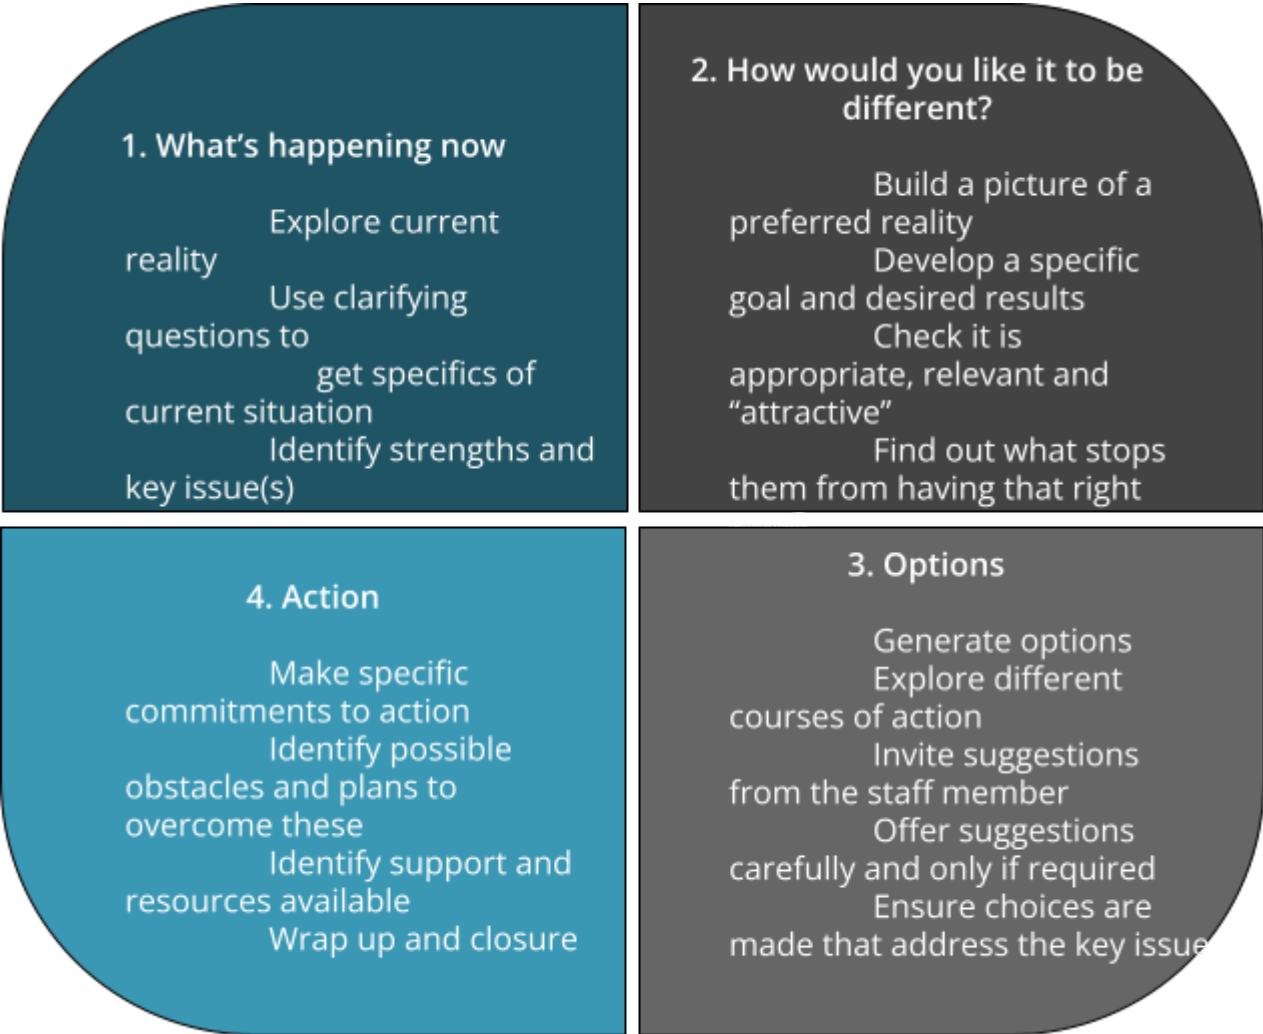 1. What's happening now
Explore current
reality
Use clarifying
questions to
get specifics of
current situation
Identify strengths and
key issue(s)
2. How would you like it to be
different?
Build a picture of a
preferred reality
Develop a specific
goal and desired results
Check it is
appropriate, relevant and
“attractive”
Find out what stops
them from having that right
3. Options
Generate options
Explore different
courses of action
Invite suggestions
from the staff member
Offer suggestions
carefully and only if required
Ensure choices are
made that address the key issue
4. Action
Make specific
commitments to action
Identify possible
obstacles and plans to
overcome these
Identify support and
resources available
Wrap up and closure